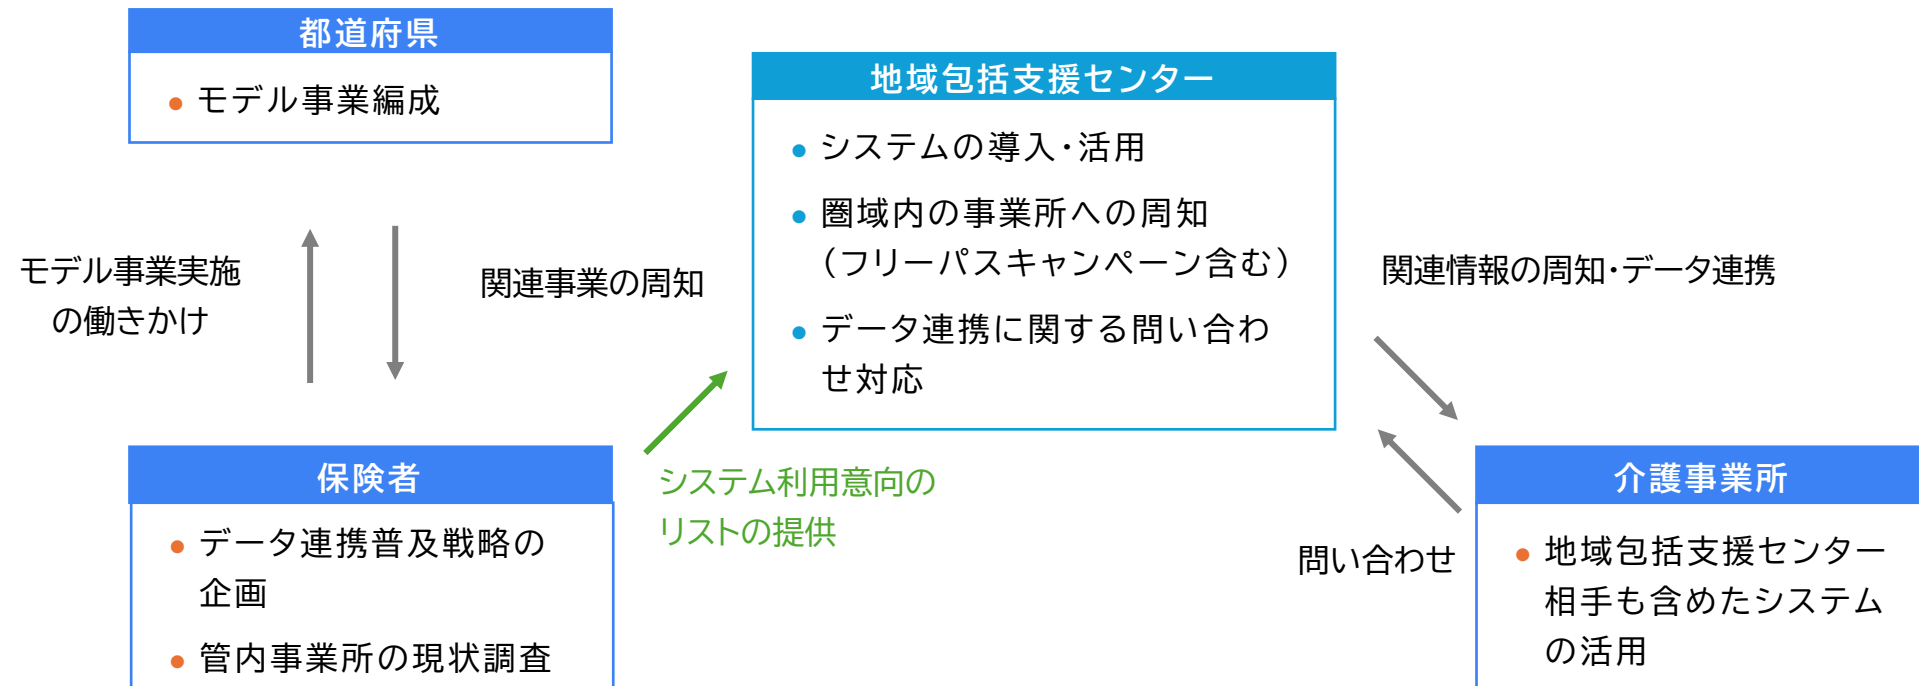 都道府県
● モデル事業編成
モデル事業実施
の働きかけ
関連事業の周知
地域包括支援センター
● システムの導入・活用
● 圏域内の事業所への周知
（フリーパスキャンペーン含む）
● データ連携に関する問い合わ
せ対応
関連情報の周知・データ連携
保険者
● データ連携普及戦略の
企画
● 管内事業所の現状調査
システム利用意向の
リストの提供
問い合わせ
介護事業所
● 地域包括支援センター
相手も含めたシステム
の活用